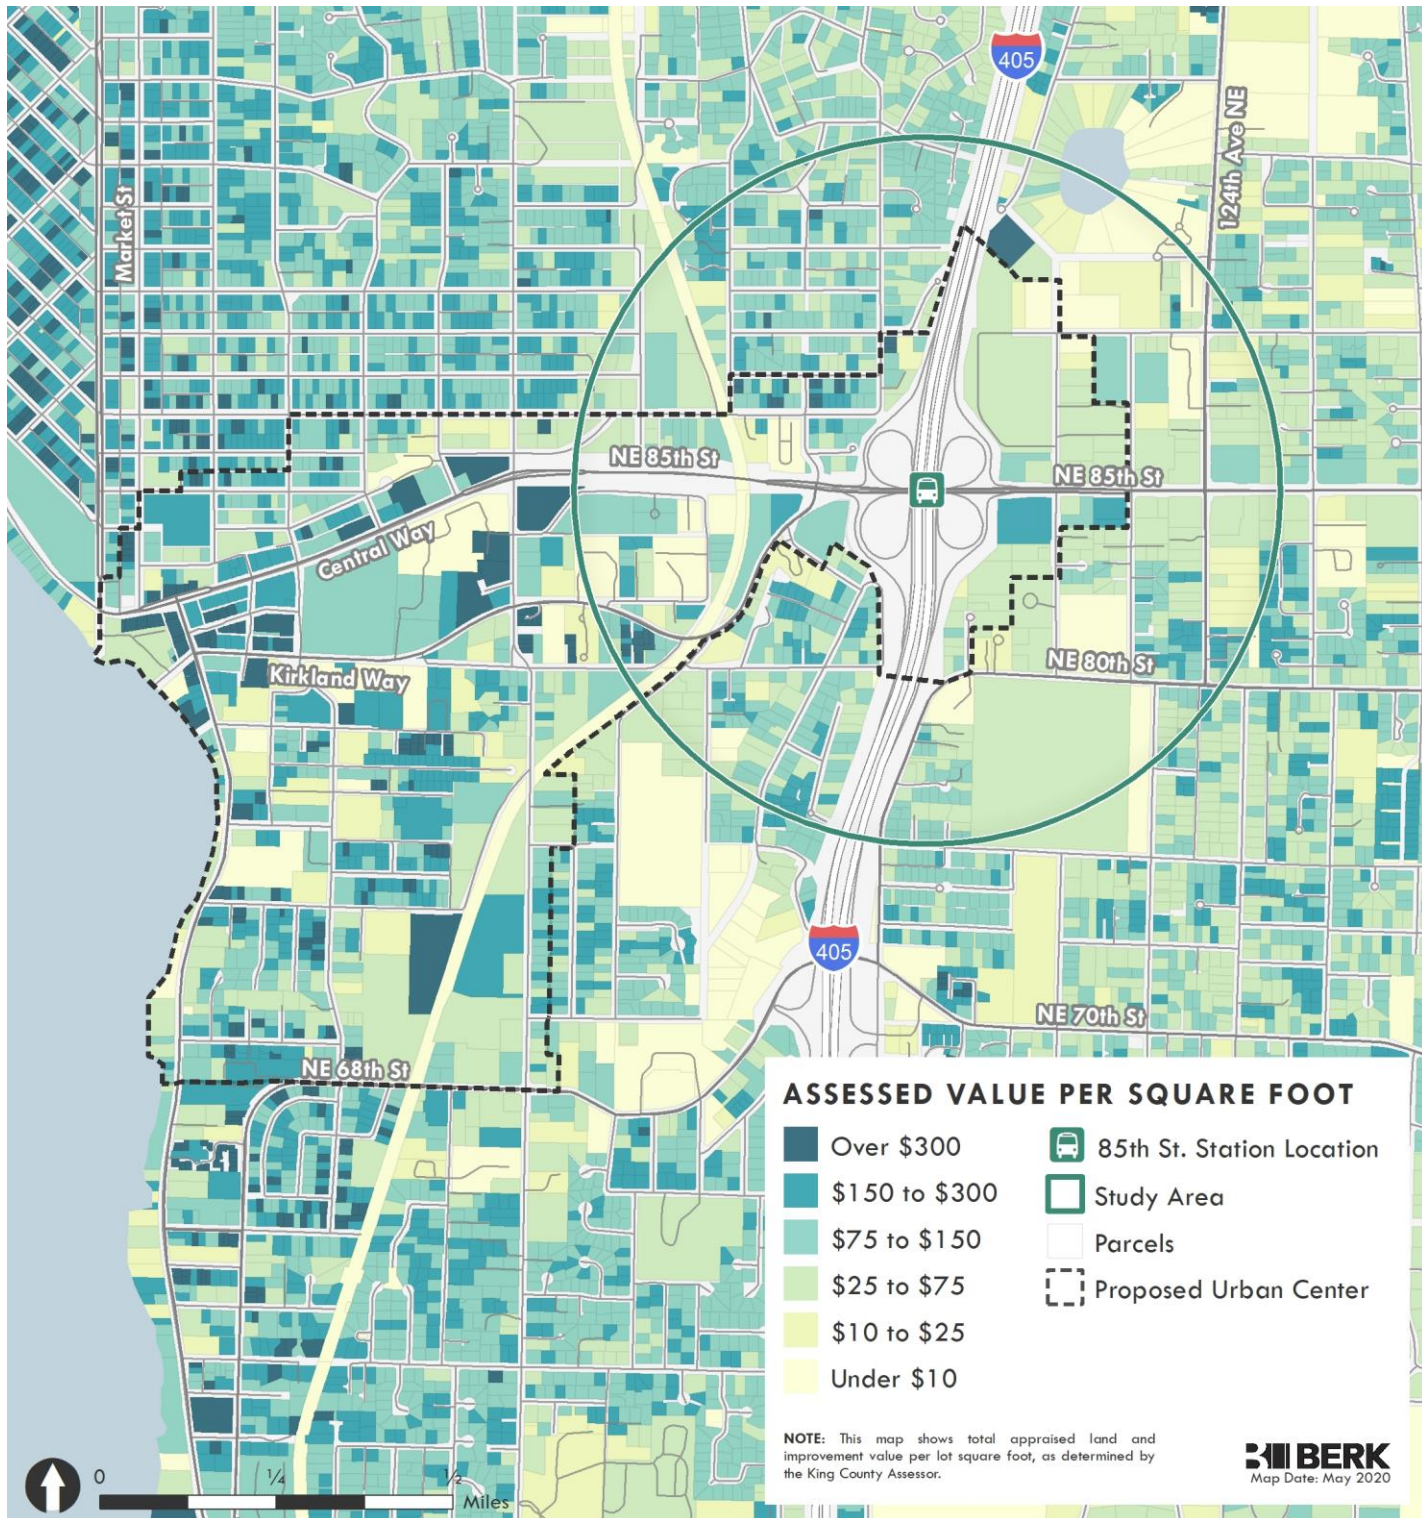 405
124th Ave NE
Market St
NE 85th St
NE 85th St
Central Way
Kirkland Way
NE 80th St
405
NE 70th St
NE 68th St
ASSESSED VALUE PER SQUARE FOOT
Over $300
$150 to $300
$75 to $150
$25 to $75
$10 to $25
Under $10
85th St. Station Location
Study Area
Parcels
Proposed Urban Center
NOTE: This map shows total appraised land and
improvement value per lot square foot, as determined by
the King County Assessor.
BERK
Map Date: May 2020
0 ¼ ½
Miles